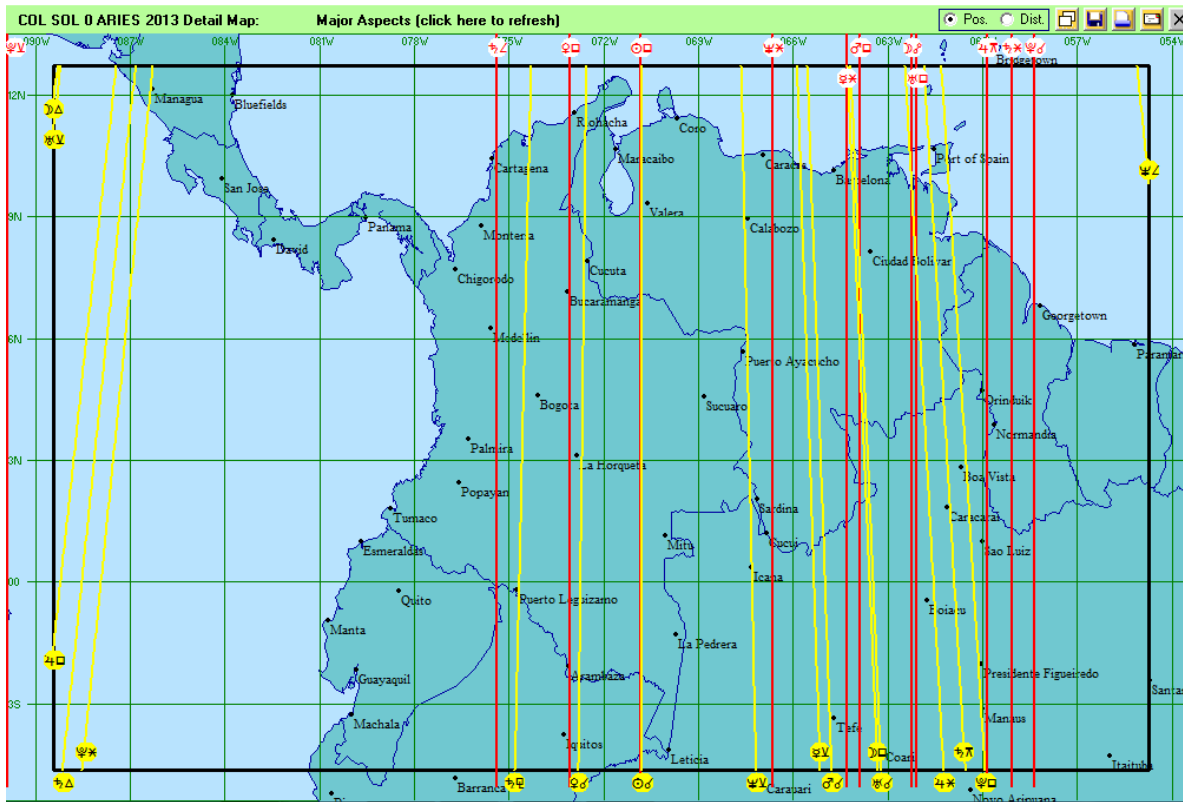 COL SOL 0 ARIES 2013 Detail Map: Major Aspects (click here to refresh) Pos. Dist.
090W 087W 084W 081W 078W 075W 072W 069W 066W 063W 057W 054W
Bridgetown
12N
Managua
Bluefields
Riohacha
Coro
Cartagena
Maracaibo
Caracas
Barcelona
Port of Spain
San Jose
9N
Panama
Monteria
Valera
Calabozo
David
Chigorodo
Cucuta
Ciudad Bolivar
Bucaramanga
Georgetown
6N
Medellin
Puerto Ayacucho
Paramar
Bogota
Sucuaro
Orinduik
Palmira
Normandia
3N
La Horqueta
Boa Vista
Popayan
Sardina
Caracarai
Tumaco
Esmeraldas
Mitu
Cucui
Sao Luiz
Icana
00N
Quito
Puerto Leguizamo
Boiacu
Manta
La Pedrera
Guayaquil
Arambaza
Presidente Figueiredo
Santas
3S
Machala
Tefe
Manaus
Iquitos
Leticia
Coari
Itaituba
Barranca
Carauari
Novo Aripuana